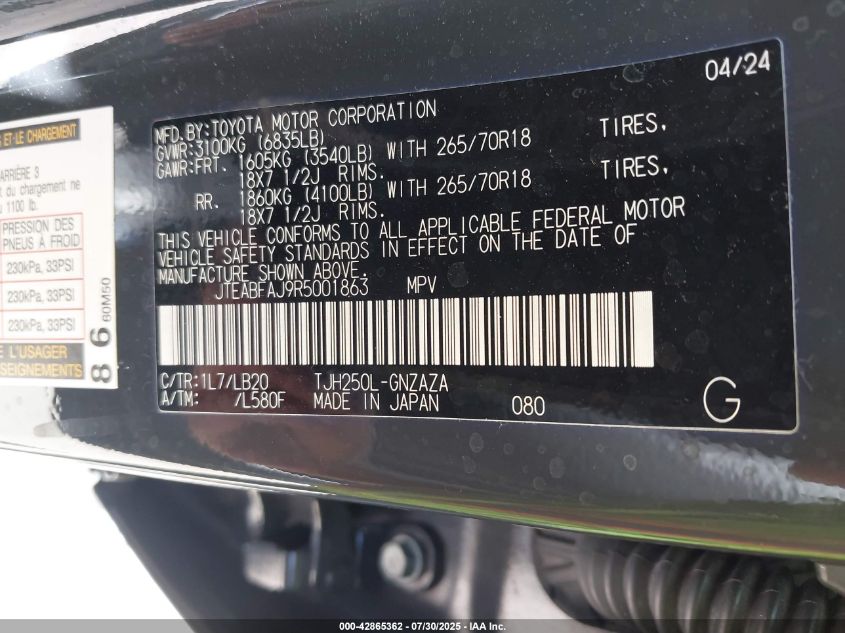 S ET LE CHARGEMENT
ARRIÈRE 3
t du chargement ne
1100 lb.
PRESSION DES
PNEUS À FROID
230kPa, 33PSI
230kPa, 33PSI
230kPa, 33PSI
E L'USAGER
ENSEIGNEMENTS
8 6 60M50
04/24
MFD.BY:TOYOTA MOTOR CORPORATION
GVWR:3100KG (6835LB)
GAWR:FRT. 1605KG (3540LB) WITH 265/70R18 TIRES,
18X7 1/2J RIMS.
RR. 1860KG (4100LB) WITH 265/70R18 TIRES,
18X7 1/2J RIMS.
THIS VEHICLE CONFORMS TO ALL APPLICABLE FEDERAL MOTOR
VEHICLE SAFETY STANDARDS IN EFFECT ON THE DATE OF
MANUFACTURE SHOWN ABOVE.
JTEABFAJ9R5001863 MPV
C/TR:1L7/LB20 TJH250L-GNZAZA
A/TM: /L580F MADE IN JAPAN 080 G
000-42865362 - 07/30/2025 - IAA Inc.